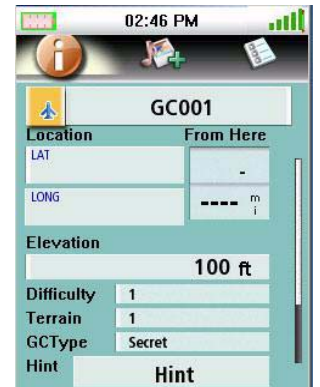 02:46 PM
GC001
Location From Here
LAT
-
LONG
---- mi
Elevation
100 ft
Difficulty 1
Terrain 1
GCType Secret
Hint Hint